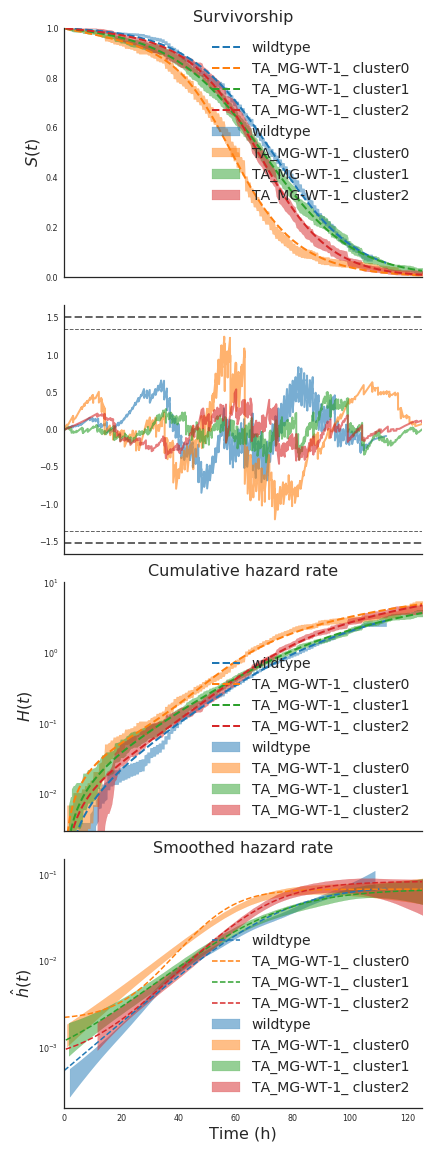 Survivorship
1.0
0.8
0.6
0.4
0.2
0.0
S(t)
wildtype
TA_MG-WT-1_ cluster0
TA_MG-WT-1_ cluster1
TA_MG-WT-1_ cluster2
wildtype
TA_MG-WT-1_ cluster0
TA_MG-WT-1_ cluster1
TA_MG-WT-1_ cluster2
1.5
1.0
0.5
0.0
−0.5
−1.0
−1.5
Cumulative hazard rate
10¹
10⁰
10⁻¹
10⁻²
H(t)
wildtype
TA_MG-WT-1_ cluster0
TA_MG-WT-1_ cluster1
TA_MG-WT-1_ cluster2
wildtype
TA_MG-WT-1_ cluster0
TA_MG-WT-1_ cluster1
TA_MG-WT-1_ cluster2
Smoothed hazard rate
10⁻¹
10⁻²
10⁻³
ĥ(t)
wildtype
TA_MG-WT-1_ cluster0
TA_MG-WT-1_ cluster1
TA_MG-WT-1_ cluster2
wildtype
TA_MG-WT-1_ cluster0
TA_MG-WT-1_ cluster1
TA_MG-WT-1_ cluster2
0 20 40 60 80 100 120
Time (h)